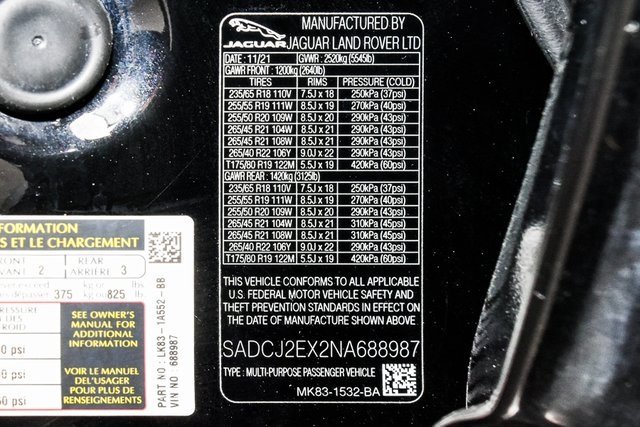 MANUFACTURED BY
JAGUAR JAGUAR LAND ROVER LTD
DATE : 11/21 GVWR : 2520kg (5545lb)
GAWR FRONT : 1200kg (2640lb)
TIRES RIMS PRESSURE (COLD)
235/65 R18 110V 7.5J x 18 250kPa (37psi)
255/55 R19 111W 8.5J x 19 270kPa (40psi)
255/50 R20 109W 8.5J x 20 290kPa (43psi)
265/45 R21 104W 8.5J x 21 290kPa (43psi)
265/45 R21 108W 8.5J x 21 290kPa (43psi)
265/40 R22 106Y 9.0J x 22 290kPa (43psi)
T175/80 R19 122M 5.5J x 19 420kPa (60psi)
GAWR REAR : 1420kg (3125lb)
235/65 R18 110V 7.5J x 18 250kPa (37psi)
255/55 R19 111W 8.5J x 19 270kPa (40psi)
255/50 R20 109W 8.5J x 20 290kPa (43psi)
265/45 R21 104W 8.5J x 21 310kPa (45psi)
265/45 R21 108W 8.5J x 21 310kPa (45psi)
265/40 R22 106Y 9.0J x 22 290kPa (43psi)
T175/80 R19 122M 5.5J x 19 420kPa (60psi)
THIS VEHICLE CONFORMS TO ALL APPLICABLE
U.S. FEDERAL MOTOR VEHICLE SAFETY AND
THEFT PREVENTION STANDARDS IN EFFECT ON
THE DATE OF MANUFACTURE SHOWN ABOVE.
SADCJ2EX2NA688987
TYPE : MULTI-PURPOSE PASSENGER VEHICLE
MK83-1532-BA
FORMATION
S ET LE CHARGEMENT
FRONT 2 REAR 3
VANT ARRIÈRE
exceed kg or lbs
dépasser 375 kg ou 825 lb
SEE OWNER'S
MANUAL FOR
ADDITIONAL
INFORMATION
VOIR LE MANUEL
DE L'USAGER
POUR PLUS DE
RENSEIGNEMENTS
PART NO : LK83 - 1A552 - BB
VIN NO 688987